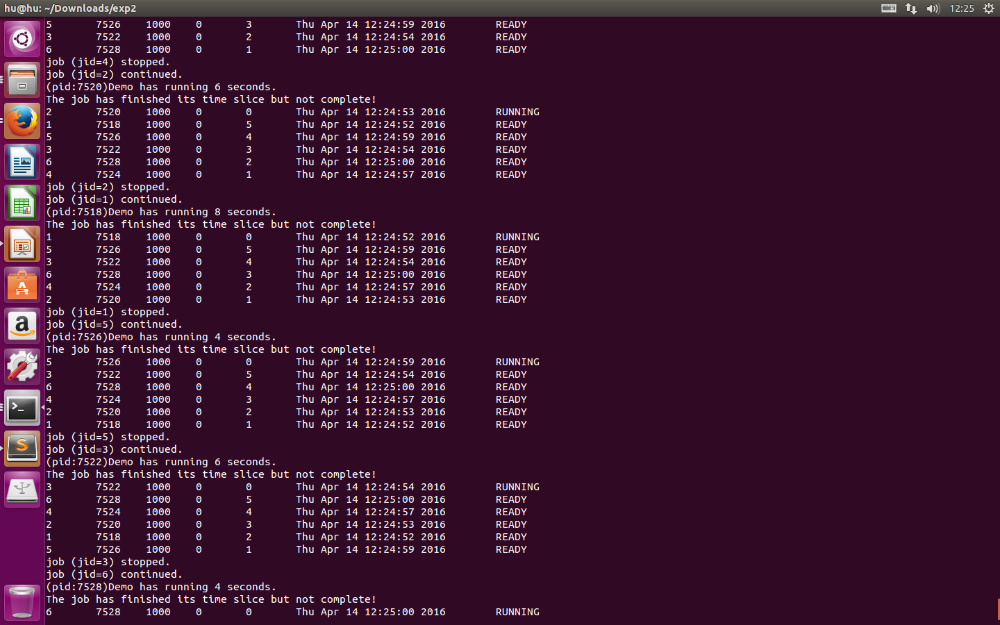 hu@hu: ~/Downloads/exp2 12:25
5 7526 1000 0 3 Thu Apr 14 12:24:59 2016 READY
3 7522 1000 0 2 Thu Apr 14 12:24:54 2016 READY
6 7528 1000 0 1 Thu Apr 14 12:25:00 2016 READY
job (jid=4) stopped.
job (jid=2) continued.
(pid:7520)Demo has running 6 seconds.
The job has finished its time slice but not complete!
2 7520 1000 0 0 Thu Apr 14 12:24:53 2016 RUNNING
1 7518 1000 0 5 Thu Apr 14 12:24:52 2016 READY
5 7526 1000 0 4 Thu Apr 14 12:24:59 2016 READY
3 7522 1000 0 3 Thu Apr 14 12:24:54 2016 READY
6 7528 1000 0 2 Thu Apr 14 12:25:00 2016 READY
4 7524 1000 0 1 Thu Apr 14 12:24:57 2016 READY
job (jid=2) stopped.
job (jid=1) continued.
(pid:7518)Demo has running 8 seconds.
The job has finished its time slice but not complete!
1 7518 1000 0 0 Thu Apr 14 12:24:52 2016 RUNNING
5 7526 1000 0 5 Thu Apr 14 12:24:59 2016 READY
3 7522 1000 0 4 Thu Apr 14 12:24:54 2016 READY
6 7528 1000 0 3 Thu Apr 14 12:25:00 2016 READY
4 7524 1000 0 2 Thu Apr 14 12:24:57 2016 READY
2 7520 1000 0 1 Thu Apr 14 12:24:53 2016 READY
job (jid=1) stopped.
job (jid=5) continued.
(pid:7526)Demo has running 4 seconds.
The job has finished its time slice but not complete!
5 7526 1000 0 0 Thu Apr 14 12:24:59 2016 RUNNING
3 7522 1000 0 5 Thu Apr 14 12:24:54 2016 READY
6 7528 1000 0 4 Thu Apr 14 12:25:00 2016 READY
4 7524 1000 0 3 Thu Apr 14 12:24:57 2016 READY
2 7520 1000 0 2 Thu Apr 14 12:24:53 2016 READY
1 7518 1000 0 1 Thu Apr 14 12:24:52 2016 READY
job (jid=5) stopped.
job (jid=3) continued.
(pid:7522)Demo has running 6 seconds.
The job has finished its time slice but not complete!
3 7522 1000 0 0 Thu Apr 14 12:24:54 2016 RUNNING
6 7528 1000 0 5 Thu Apr 14 12:25:00 2016 READY
4 7524 1000 0 4 Thu Apr 14 12:24:57 2016 READY
2 7520 1000 0 3 Thu Apr 14 12:24:53 2016 READY
1 7518 1000 0 2 Thu Apr 14 12:24:52 2016 READY
5 7526 1000 0 1 Thu Apr 14 12:24:59 2016 READY
job (jid=3) stopped.
job (jid=6) continued.
(pid:7528)Demo has running 4 seconds.
The job has finished its time slice but not complete!
6 7528 1000 0 0 Thu Apr 14 12:25:00 2016 RUNNING